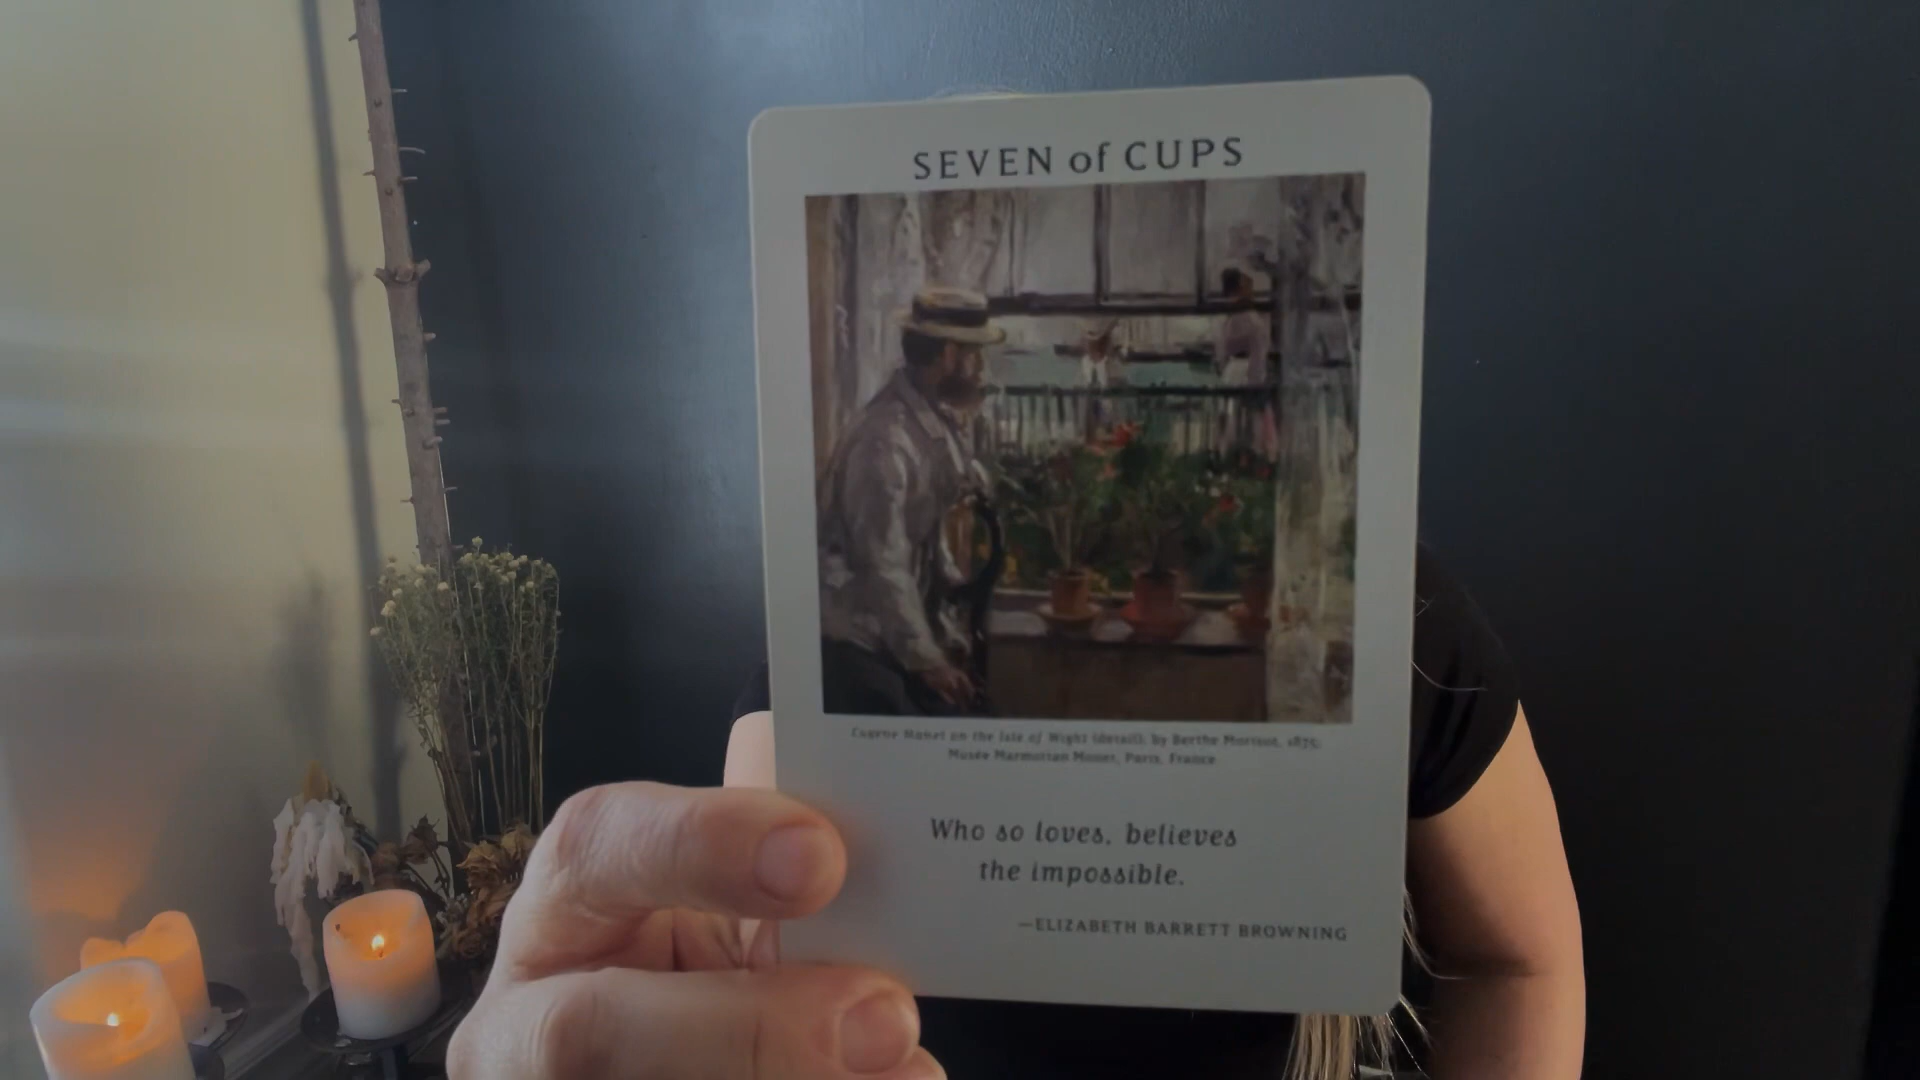 SEVEN of CUPS
Eugene Manet on the Isle of Wight (detail), by Berthe Morisot, 1875;
Musée Marmottan Monet, Paris, France
Who so loves, believes
the impossible.
—ELIZABETH BARRETT BROWNING